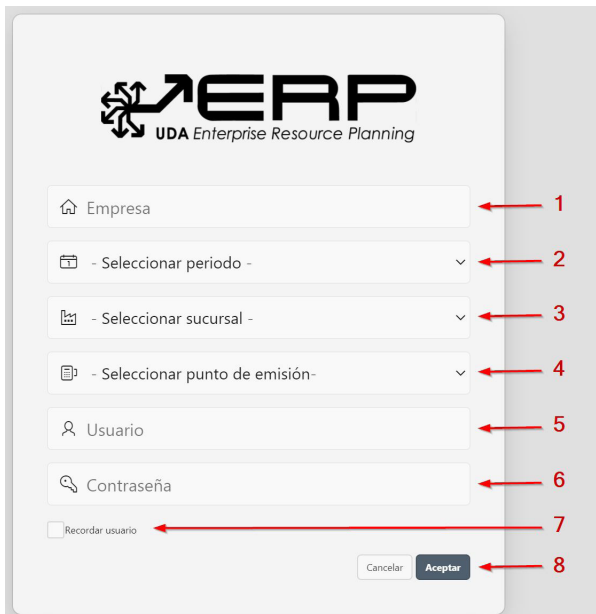 ERP
UDA Enterprise Resource Planning
Empresa 1
- Seleccionar periodo - 2
- Seleccionar sucursal - 3
- Seleccionar punto de emisión- 4
Usuario 5
Contraseña 6
Recordar usuario 7
Cancelar Aceptar 8